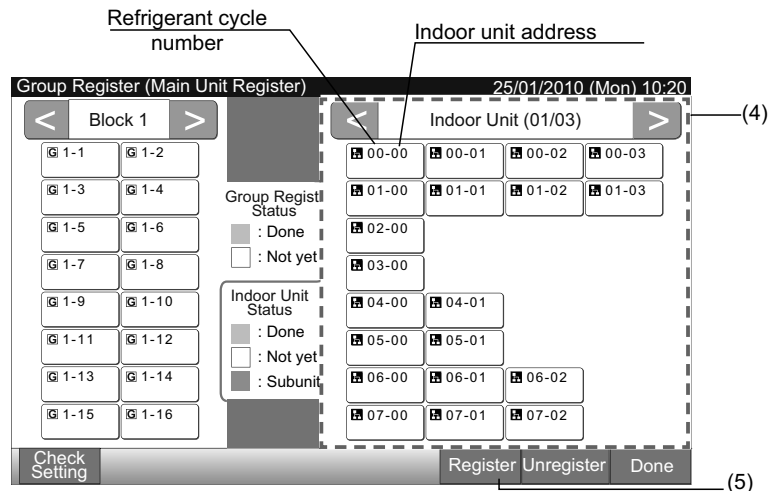 Refrigerant cycle
number
Indoor unit address
Group Register (Main Unit Register)
25/01/2010 (Mon) 10:20
< Block 1 >
< Indoor Unit (01/03) >
(4)
G 1-1 G 1-2
G 1-3 G 1-4
G 1-5 G 1-6
G 1-7 G 1-8
G 1-9 G 1-10
G 1-11 G 1-12
G 1-13 G 1-14
G 1-15 G 1-16
Group Regist
Status
: Done
: Not yet
Indoor Unit
Status
: Done
: Not yet
: Subunit
00-00 00-01 00-02 00-03
01-00 01-01 01-02 01-03
02-00
03-00
04-00 04-01
05-00 05-01
06-00 06-01 06-02
07-00 07-01 07-02
Check
Setting
Register Unregister Done
(5)